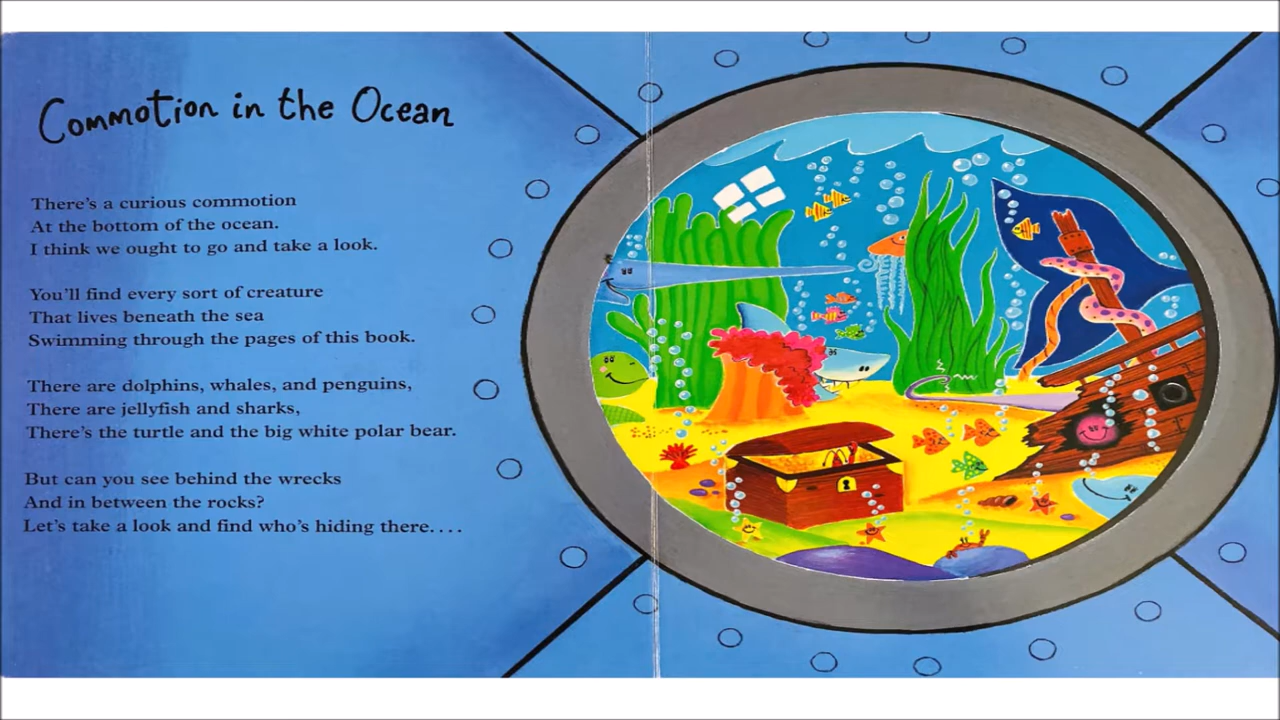 Commotion in the Ocean
There's a curious commotion
At the bottom of the ocean.
I think we ought to go and take a look.
You'll find every sort of creature
That lives beneath the sea
Swimming through the pages of this book.
There are dolphins, whales, and penguins,
There are jellyfish and sharks,
There's the turtle and the big white polar bear.
But can you see behind the wrecks
And in between the rocks?
Let's take a look and find who's hiding there....